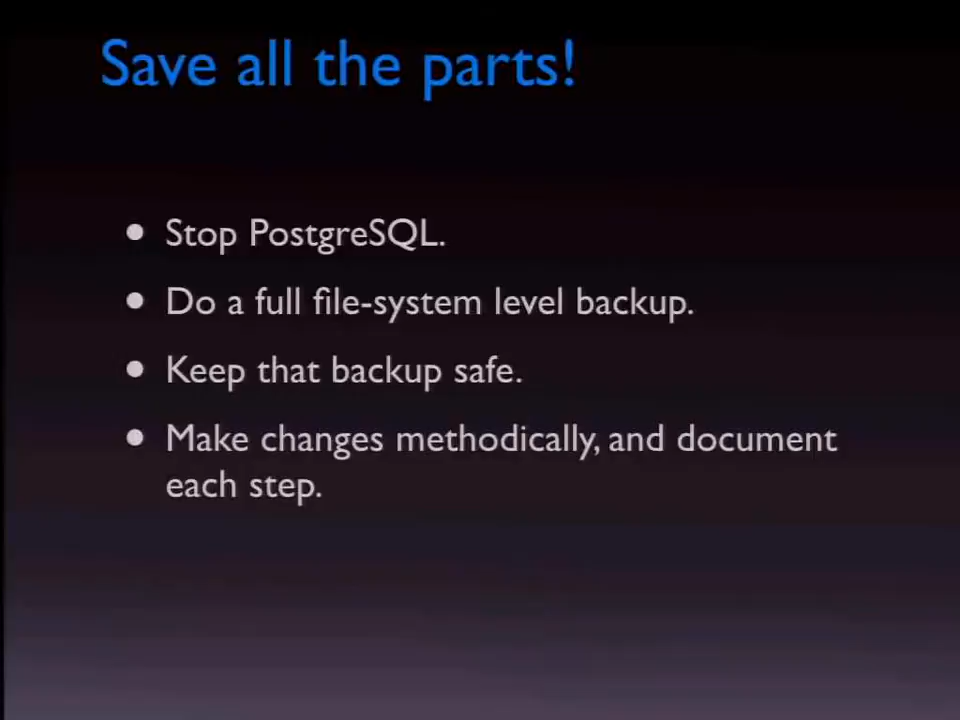 Save all the parts!
• Stop PostgreSQL.
• Do a full file-system level backup.
• Keep that backup safe.
• Make changes methodically, and document
each step.